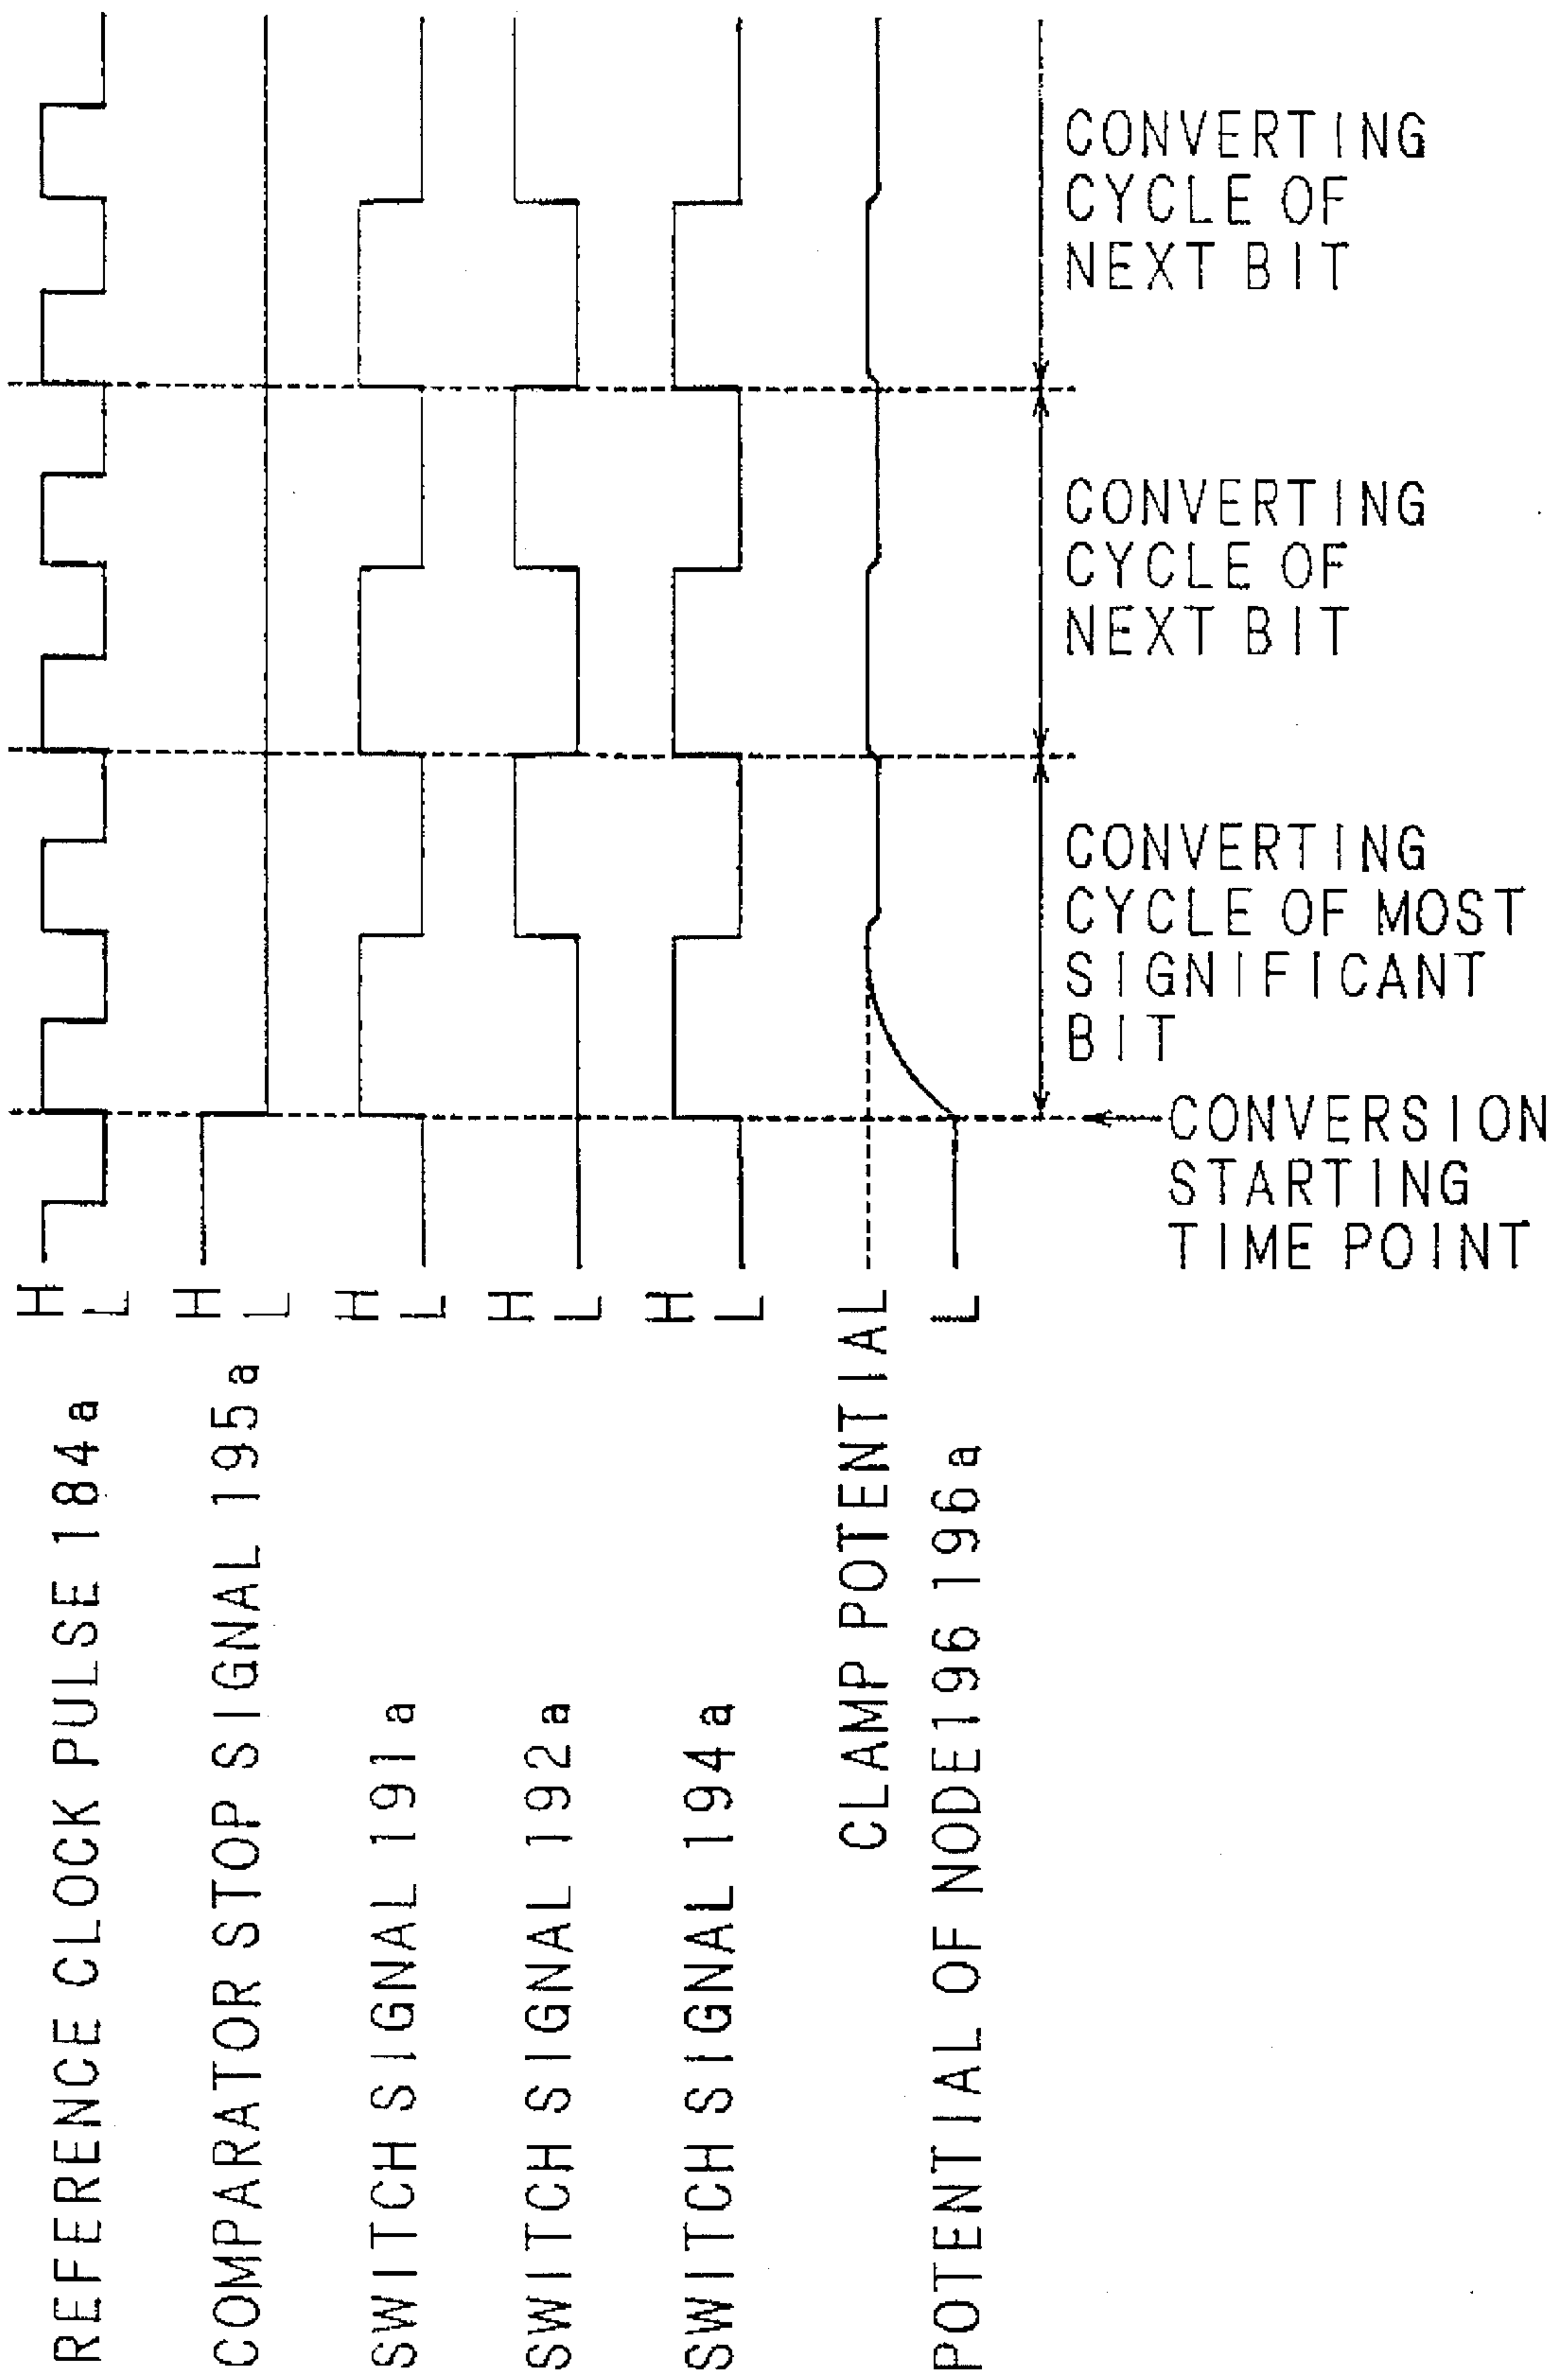 REFERENCE CLOCK PULSE 184a
H
L
COMPARATOR STOP SIGNAL 195a
H
L
SWITCH SIGNAL 191a
H
L
SWITCH SIGNAL 192a
H
L
SWITCH SIGNAL 194a
H
L
CLAMP POTENTIAL
POTENTIAL OF NODE196 196a
L
CONVERSION
STARTING
TIME POINT
CONVERTING
CYCLE OF MOST
SIGNIFICANT
BIT
CONVERTING
CYCLE OF
NEXT BIT
CONVERTING
CYCLE OF
NEXT BIT